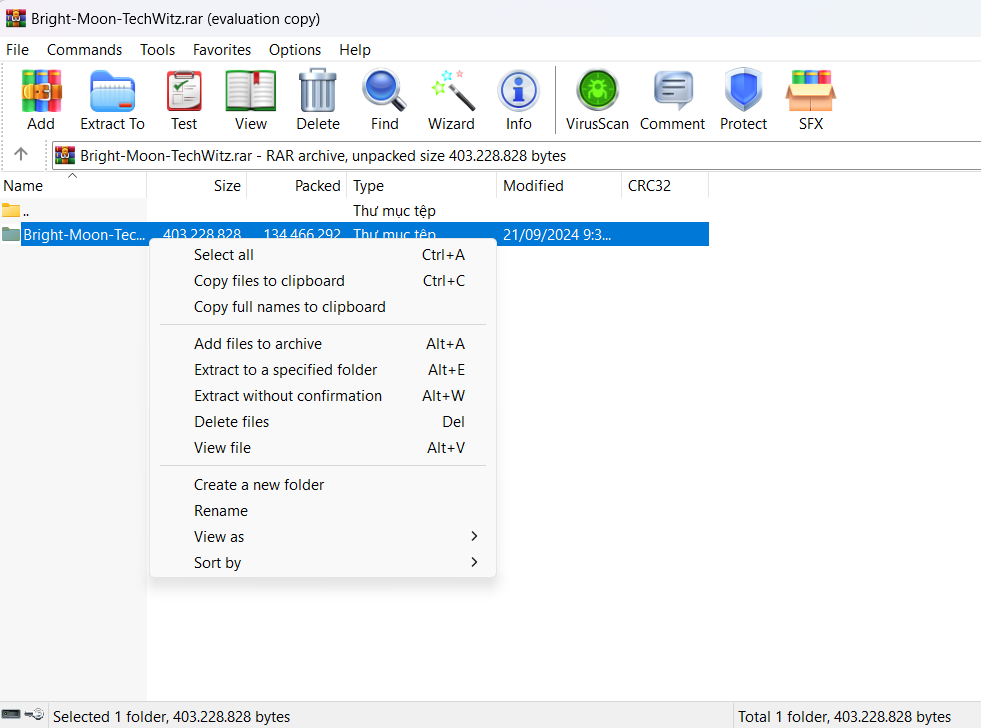 Bright-Moon-TechWitz.rar (evaluation copy)
File Commands Tools Favorites Options Help
Add Extract To Test View Delete Find Wizard Info VirusScan Comment Protect SFX
Bright-Moon-TechWitz.rar - RAR archive, unpacked size 403.228.828 bytes
Name Size Packed Type Modified CRC32
.. Thư mục tệp
Bright-Moon-Tec... 403.228.828 134.466.292 Thư mục tệp 21/09/2024 9:3...
Select all Ctrl+A
Copy files to clipboard Ctrl+C
Copy full names to clipboard
Add files to archive Alt+A
Extract to a specified folder Alt+E
Extract without confirmation Alt+W
Delete files Del
View file Alt+V
Create a new folder
Rename
View as
Sort by
Selected 1 folder, 403.228.828 bytes Total 1 folder, 403.228.828 bytes